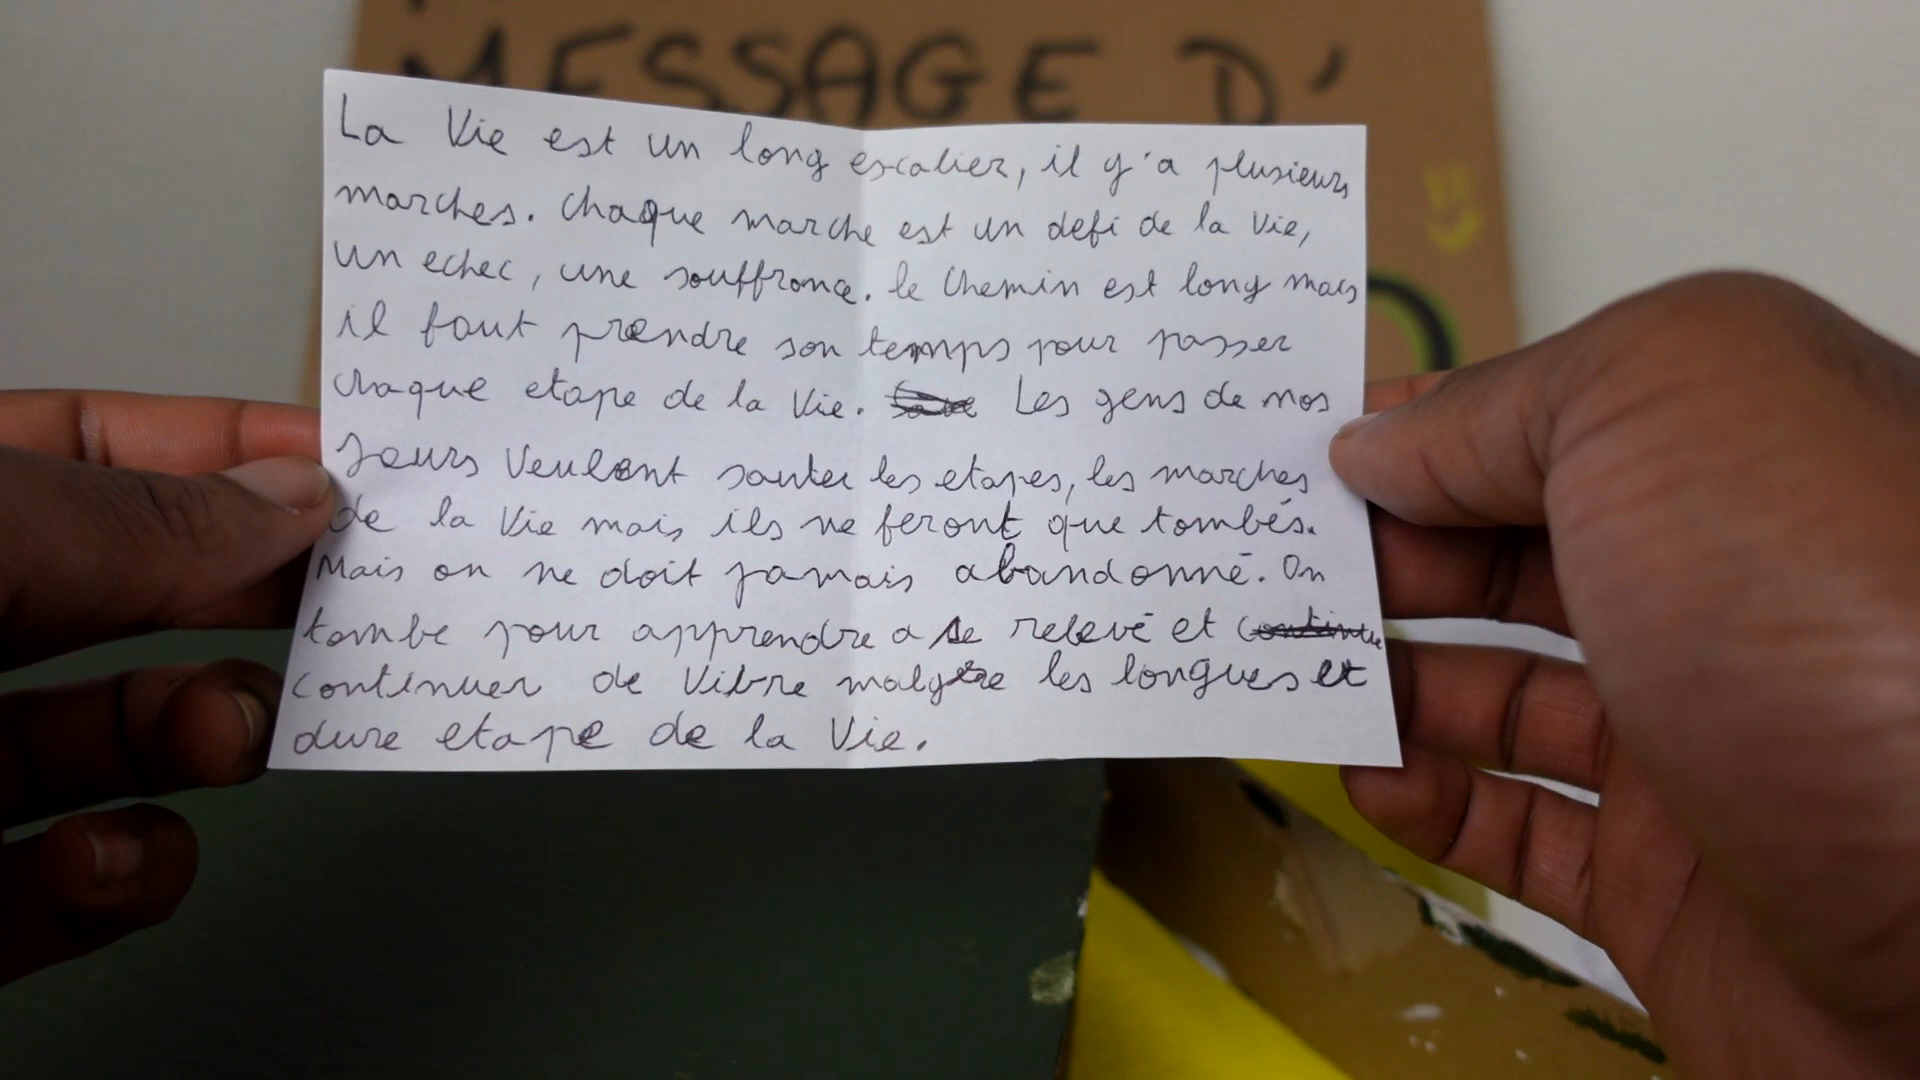 MESSAGE D'
La Vie est un long escalier, il y'a plusieurs
marches. Chaque marche est un defi de la Vie,
un echec, une souffrance. le Chemin est long mais
il faut prendre son temps pour passer
chaque etape de la Vie. Les gens de nos
Jours Veulent sauter les etapes, les marches
de la Vie mais ils ne feront que tombés.
Mais on ne doit jamais abandonné. On
tombe pour apprendre a se relevé et continue
continuer de Vivre malgre les longues et
dure etape de la Vie.